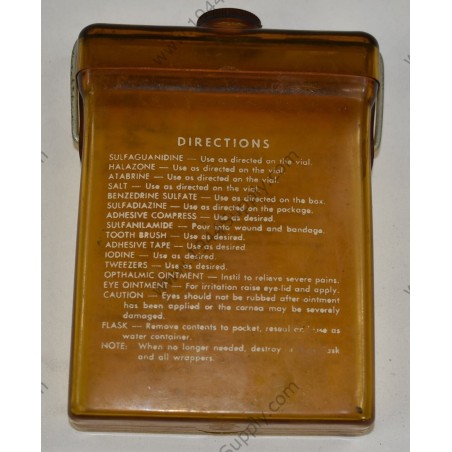 DIRECTIONS
SULFAGUANIDINE — Use as directed on the vial.
HALAZONE — Use as directed on the vial.
ATABRINE — Use as directed on the vial.
SALT — Use as directed on the vial.
BENZEDRINE SULFATE — Use as directed on the box.
SULFADIAZINE — Use as directed on the package.
ADHESIVE COMPRESS — Use as desired.
SULFANILAMIDE — Pour into wound and bandage.
TOOTH BRUSH — Use as desired.
ADHESIVE TAPE — Use as desired.
IODINE — Use as desired.
TWEEZERS — Use as desired.
OPTHALMIC OINTMENT — Instil to relieve severe pains.
EYE OINTMENT — For irritation raise eye-lid and apply.
CAUTION — Eyes should not be rubbed after ointment
has been applied or the cornea may be severely
damaged.
FLASK — Remove contents to pocket, as
water container.
NOTE: When no longer needed, destroy
and all wrappers.